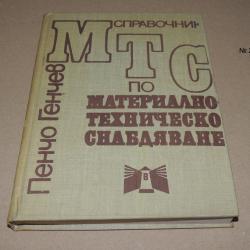 СПРАВОЧНИК
МТС
ПО
МАТЕРИАЛНО
ТЕХНИЧЕСКО
СНАБДЯВАНЕ
Пенчо Генчев